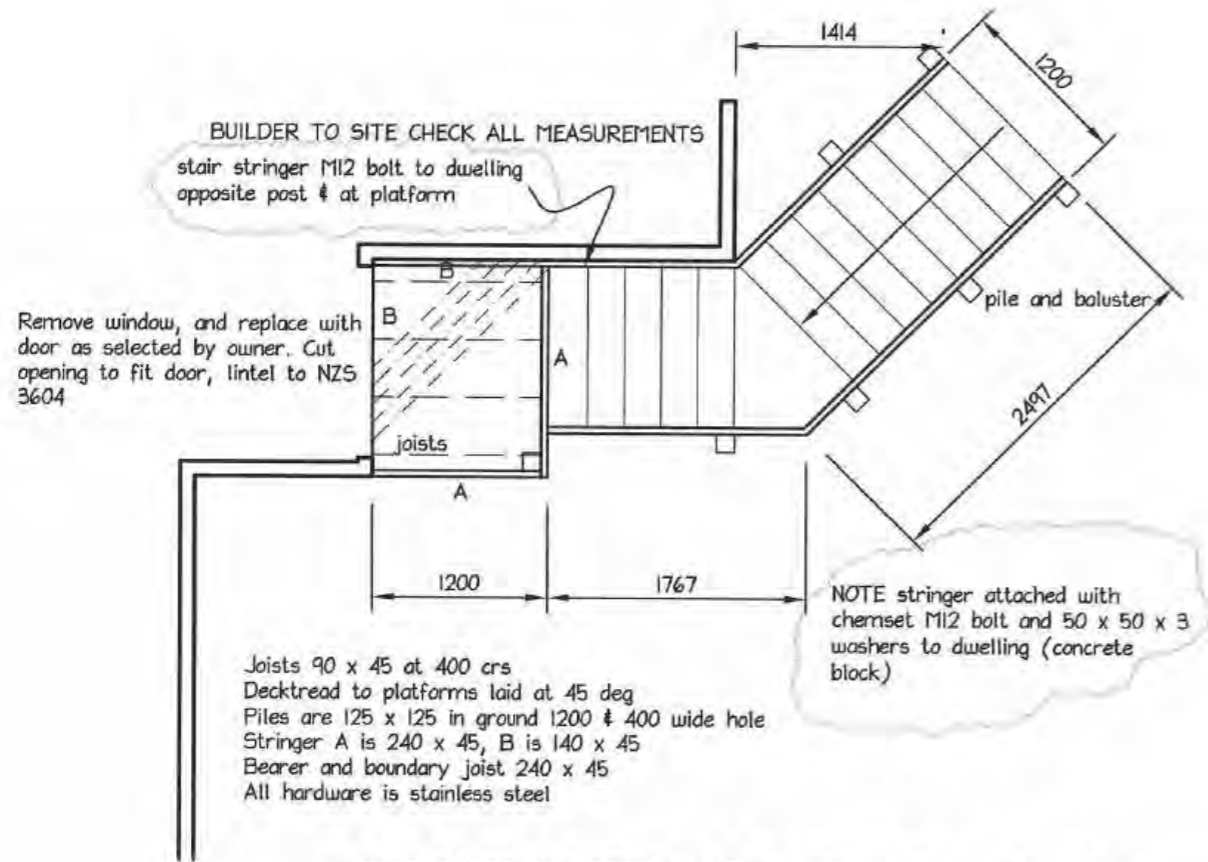 1414
1200
BUILDER TO SITE CHECK ALL MEASUREMENTS
stair stringer M12 bolt to dwelling
opposite post & at platform
B
B
A
Remove window, and replace with
door as selected by owner. Cut
opening to fit door, lintel to NZS
3604
pile and baluster
joists
A
2497
1200
1767
NOTE stringer attached with
chemset M12 bolt and 50 x 50 x 3
washers to dwelling (concrete
block)
Joists 90 x 45 at 400 crs
Decktread to platforms laid at 45 deg
Piles are 125 x 125 in ground 1200 & 400 wide hole
Stringer A is 240 x 45, B is 140 x 45
Bearer and boundary joist 240 x 45
All hardware is stainless steel